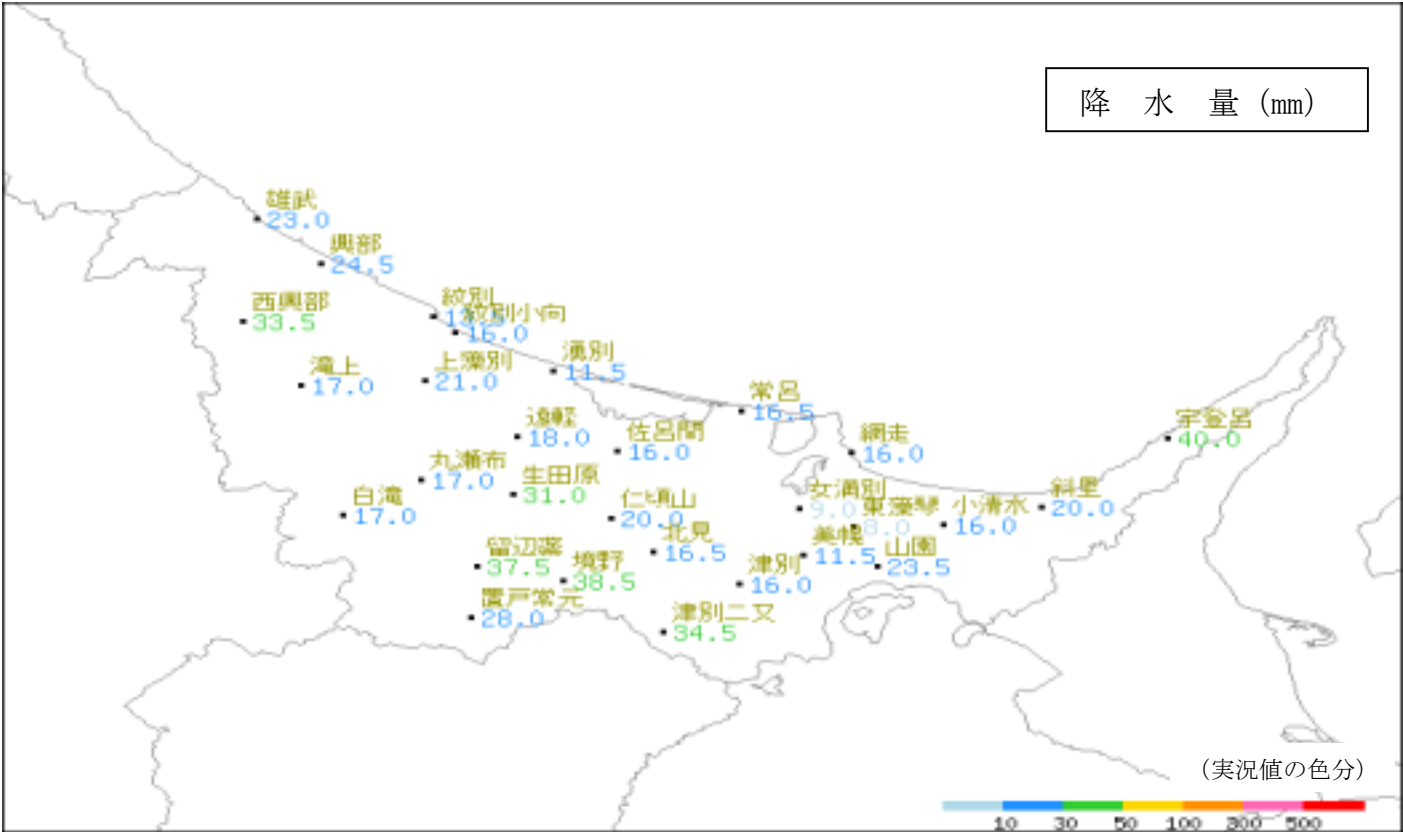 降 水 量 (mm)
雄武
23.0
興部
24.5
西興部
33.5
紋別
紋別小向
16.0
滝上
17.0
上藻別
21.0
湧別
11.5
常呂
16.5
遠軽
18.0
佐呂間
16.0
網走
16.0
宇登呂
40.0
丸瀬布
17.0
生田原
31.0
白滝
17.0
仁頃山
20.0
女満別
9.0
東藻琴
8.0
小清水
16.0
斜里
20.0
北見
16.5
美幌
11.5
山園
23.5
留辺蘂
37.5
境野
38.5
津別
16.0
置戸常元
28.0
津別二又
34.5
(実況値の色分)
10 30 50 100 300 500